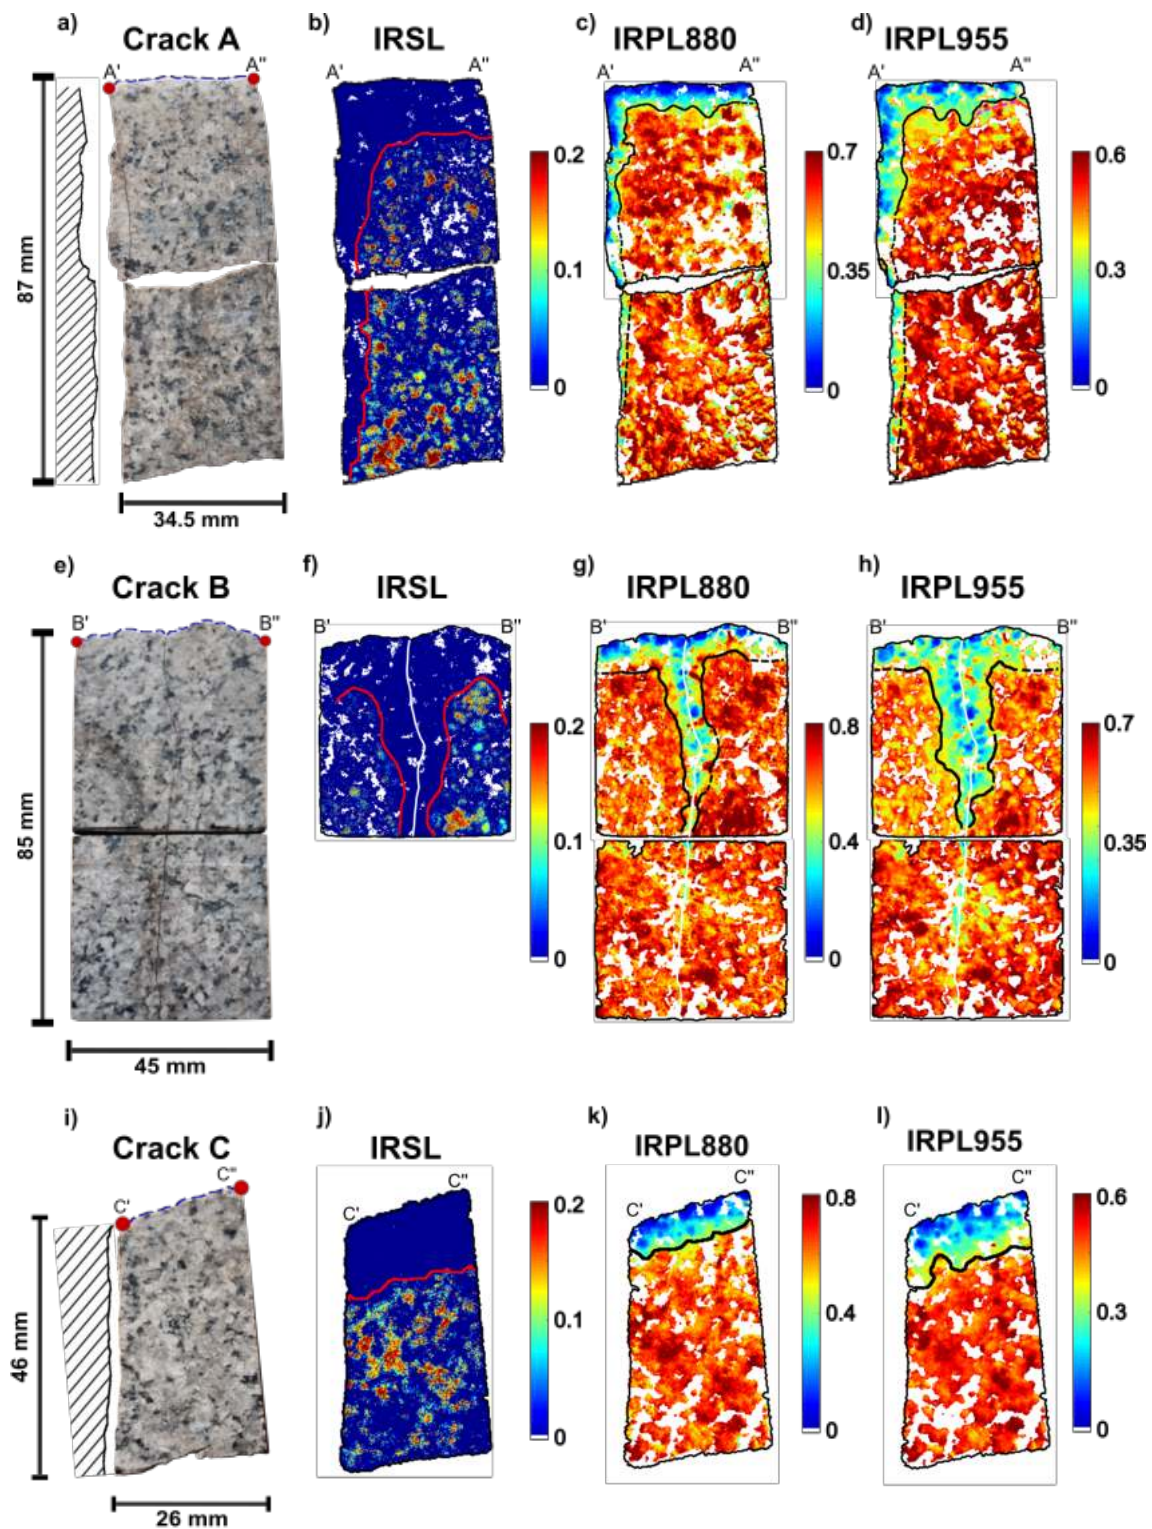 a) Crack A b) IRSL c) IRPL880 d) IRPL955
A' A" A' A" A' A" A' A"
0.2 0.7 0.6
0.1 0.35 0.3
0 0 0
87 mm
34.5 mm
e) Crack B f) IRSL g) IRPL880 h) IRPL955
B' B" B' B" B' B" B' B"
0.2 0.8 0.7
0.1 0.4 0.35
0 0 0
85 mm
45 mm
i) Crack C j) IRSL k) IRPL880 l) IRPL955
C' C" C' C" C' C" C' C"
0.2 0.8 0.6
0.1 0.4 0.3
0 0 0
46 mm
26 mm